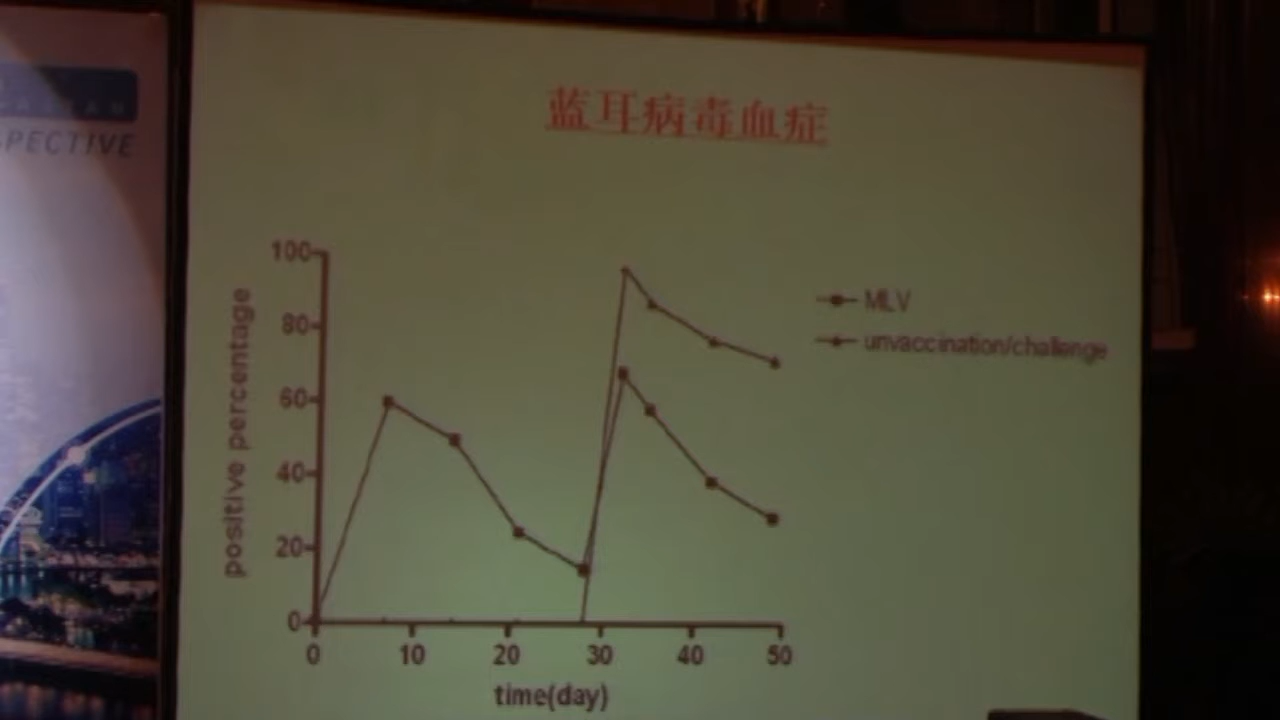 SPECTIVE
蓝耳病毒血症
positive percentage
100
80
60
40
20
0
0 10 20 30 40 50
time(day)
MLV
unvaccination/challenge